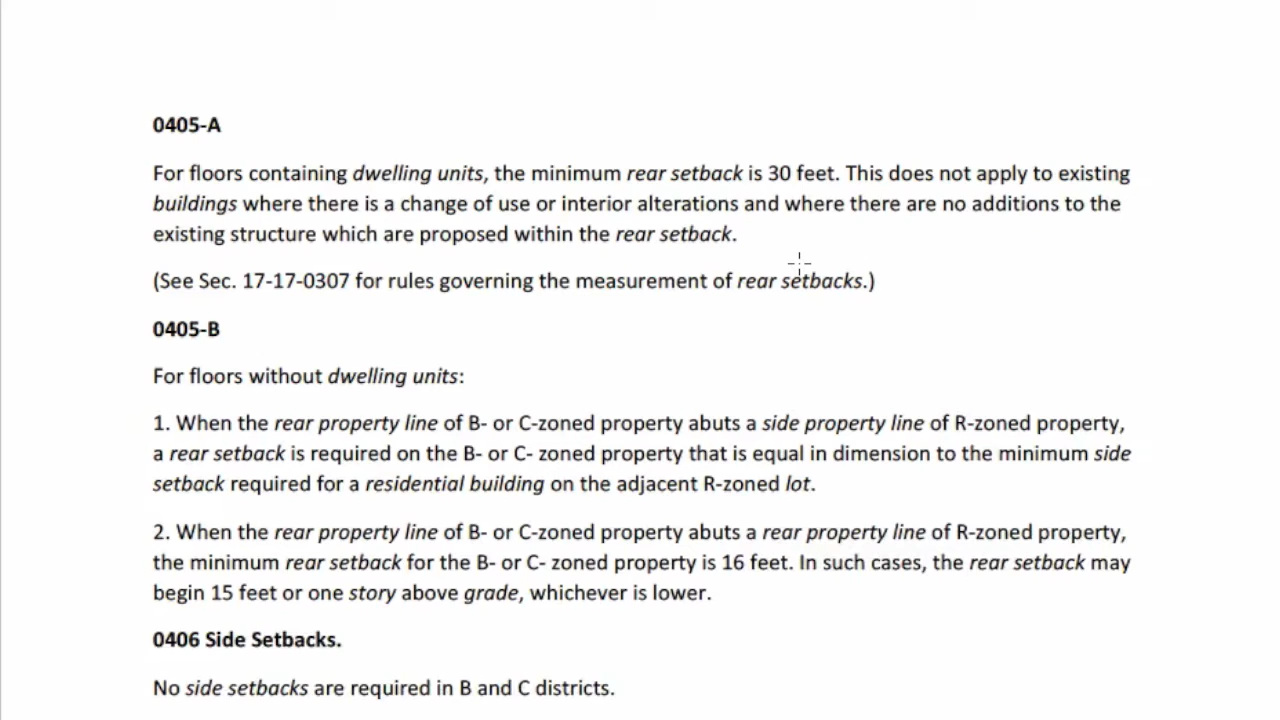 0405-A
For floors containing dwelling units, the minimum rear setback is 30 feet. This does not apply to existing
buildings where there is a change of use or interior alterations and where there are no additions to the
existing structure which are proposed within the rear setback.
(See Sec. 17-17-0307 for rules governing the measurement of rear setbacks.)
0405-B
For floors without dwelling units:
1. When the rear property line of B- or C-zoned property abuts a side property line of R-zoned property,
a rear setback is required on the B- or C- zoned property that is equal in dimension to the minimum side
setback required for a residential building on the adjacent R-zoned lot.
2. When the rear property line of B- or C-zoned property abuts a rear property line of R-zoned property,
the minimum rear setback for the B- or C- zoned property is 16 feet. In such cases, the rear setback may
begin 15 feet or one story above grade, whichever is lower.
0406 Side Setbacks.
No side setbacks are required in B and C districts.